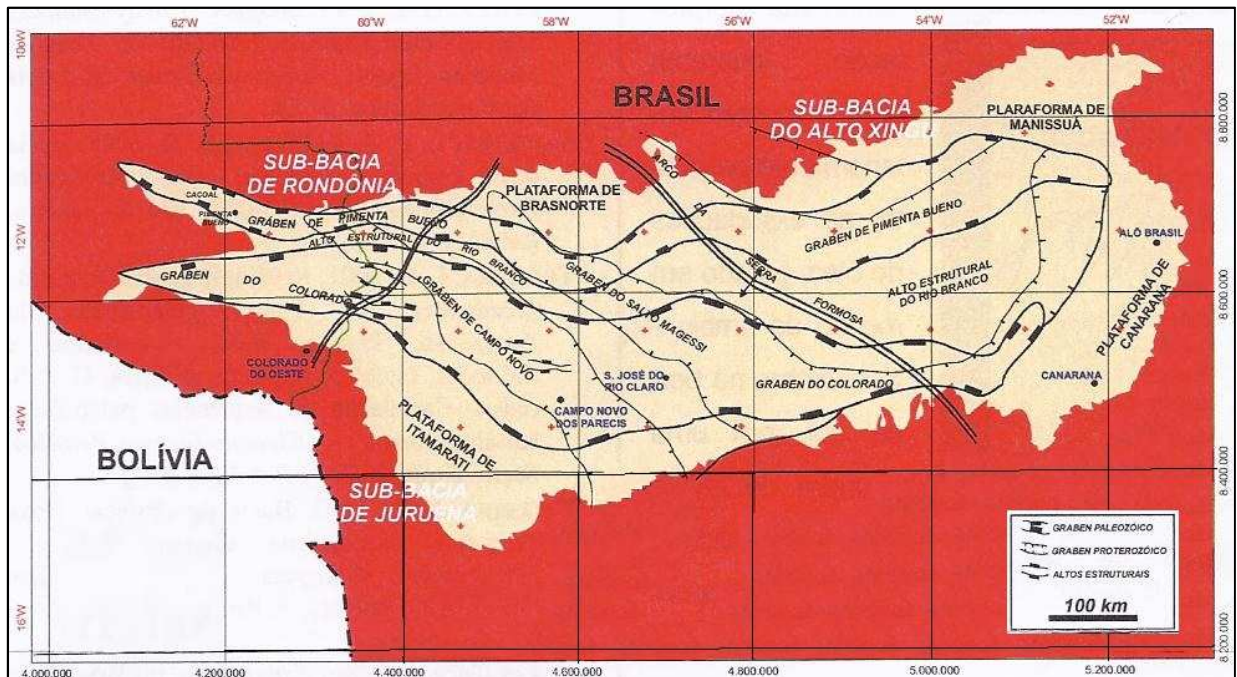 62°W
60°W
58°W
56°W
54°W
52°W
10°W
12°W
14°W
16°W
BRASIL
SUB-BACIA
DO ALTO XINGU
PLARAFORMA DE
MANISSUÁ
SUB-BACIA
DE RONDÔNIA
PLATAFORMA DE
BRASNORTE
ARCO
DA
SERRA
FORMOSA
CACOAL
PIMENTA
BUENO
GRÁBEN DE PIMENTA BUENO
GRABEN DE PIMENTA BUENO
ALTO ESTRUTURAL DO RIO BRANCO
ALÔ BRASIL
GRÁBEN DO COLORADO
GRABEN DO SALTO MAGESSI
ALTO ESTRUTURAL
DO RIO BRANCO
PLATAFORMA DE
CANARANA
GRÁBEN DE CAMPO NOVO
COLORADO
DO OESTE
S. JOSÉ DO
RIO CLARO
GRABEN DO COLORADO
CANARANA
CAMPO NOVO
DOS PARECIS
PLATAFORMA DE
ITAMARATI
BOLÍVIA
SUB-BACIA
DE JURUENA
GRABEN PALEOZÓICO
GRABEN PROTEROZÓICO
ALTOS ESTRUTURAIS
100 km
8.800.000
8.600.000
8.400.000
8.200.000
4.000.000
4.200.000
4.400.000
4.600.000
4.800.000
5.000.000
5.200.000